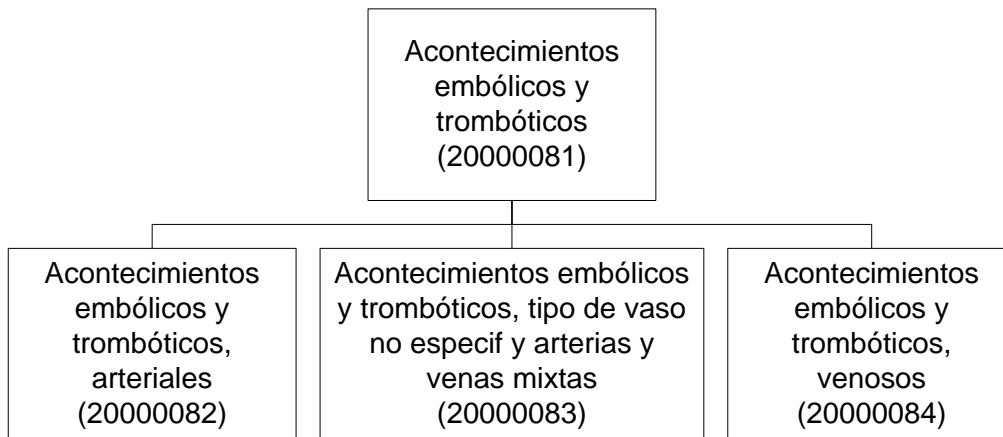 Acontecimientos
embólicos y
trombóticos
(20000081)
Acontecimientos
embólicos y
trombóticos,
arteriales
(20000082)
Acontecimientos embólicos
y trombóticos, tipo de vaso
no especif y arterias y
venas mixtas
(20000083)
Acontecimientos
embólicos y
trombóticos,
venosos
(20000084)